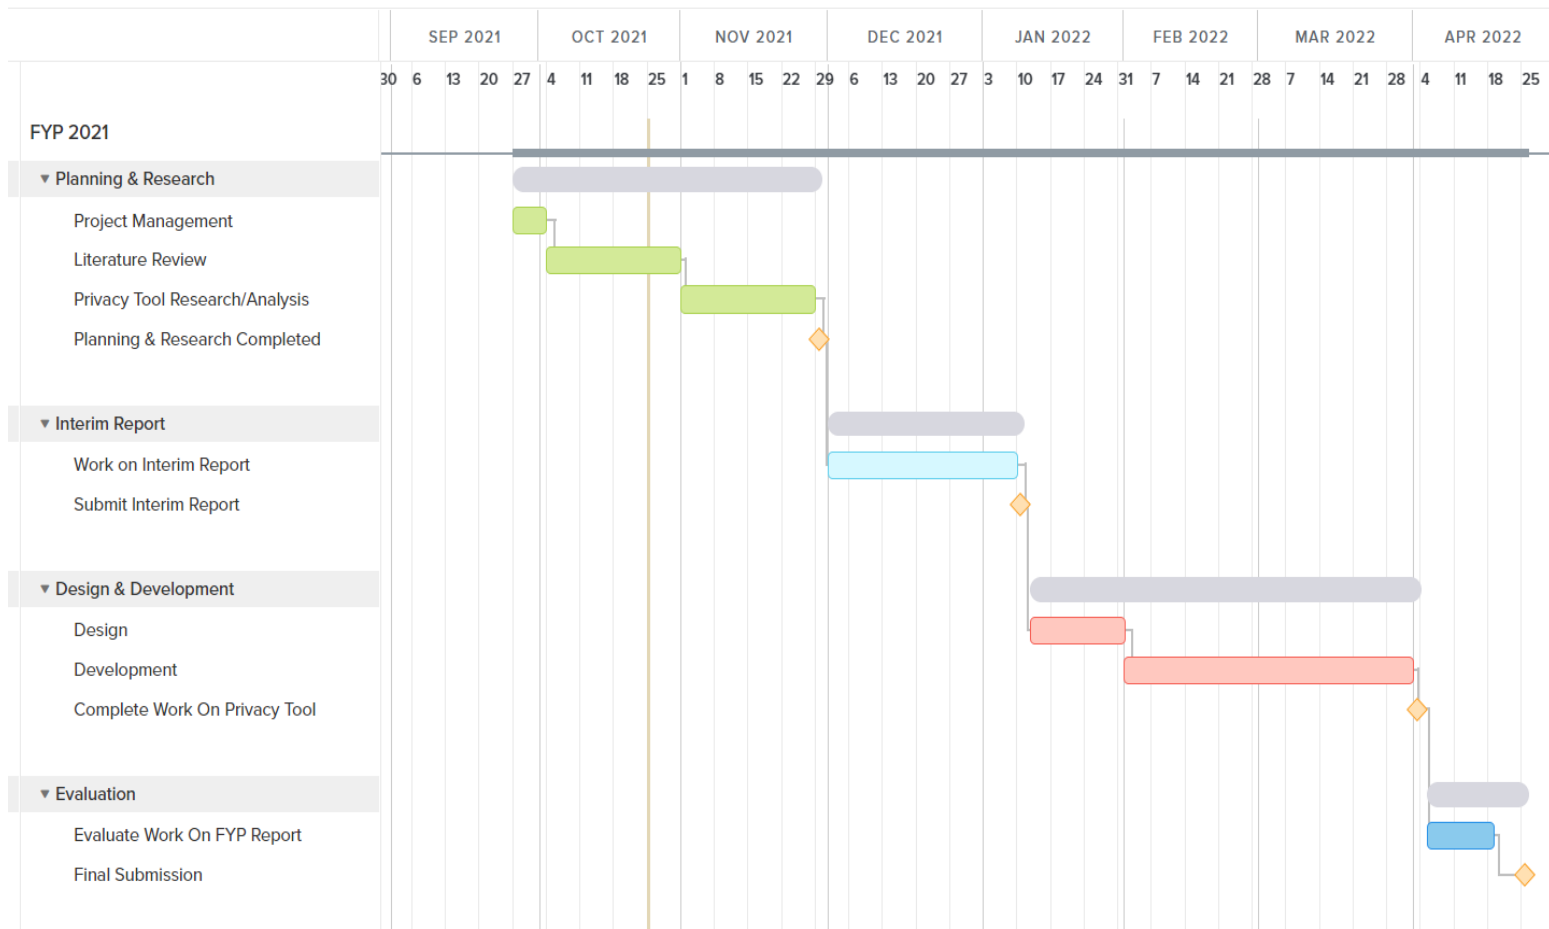 SEP 2021 OCT 2021 NOV 2021 DEC 2021 JAN 2022 FEB 2022 MAR 2022 APR 2022
30 6 13 20 27 4 11 18 25 1 8 15 22 29 6 13 20 27 3 10 17 24 31 7 14 21 28 7 14 21 28 4 11 18 25
FYP 2021
Planning & Research
Project Management
Literature Review
Privacy Tool Research/Analysis
Planning & Research Completed
Interim Report
Work on Interim Report
Submit Interim Report
Design & Development
Design
Development
Complete Work On Privacy Tool
Evaluation
Evaluate Work On FYP Report
Final Submission